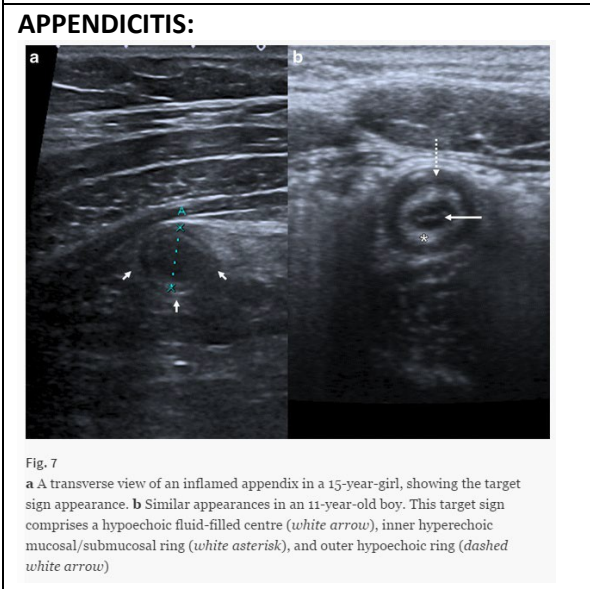 APPENDICITIS:
a
b
A
*
Fig. 7
a A transverse view of an inflamed appendix in a 15-year-girl, showing the target
sign appearance. b Similar appearances in an 11-year-old boy. This target sign
comprises a hypoechoic fluid-filled centre (white arrow), inner hyperechoic
mucosal/submucosal ring (white asterisk), and outer hypoechoic ring (dashed
white arrow)